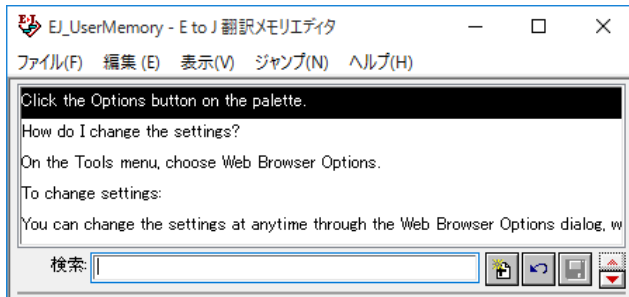 EJ_UserMemory - E to J 翻訳メモリエディタ
ファイル(F) 編集(E) 表示(V) ジャンプ(N) ヘルプ(H)
Click the Options button on the palette.
How do I change the settings?
On the Tools menu, choose Web Browser Options.
To change settings:
You can change the settings at anytime through the Web Browser Options dialog, w
検索: